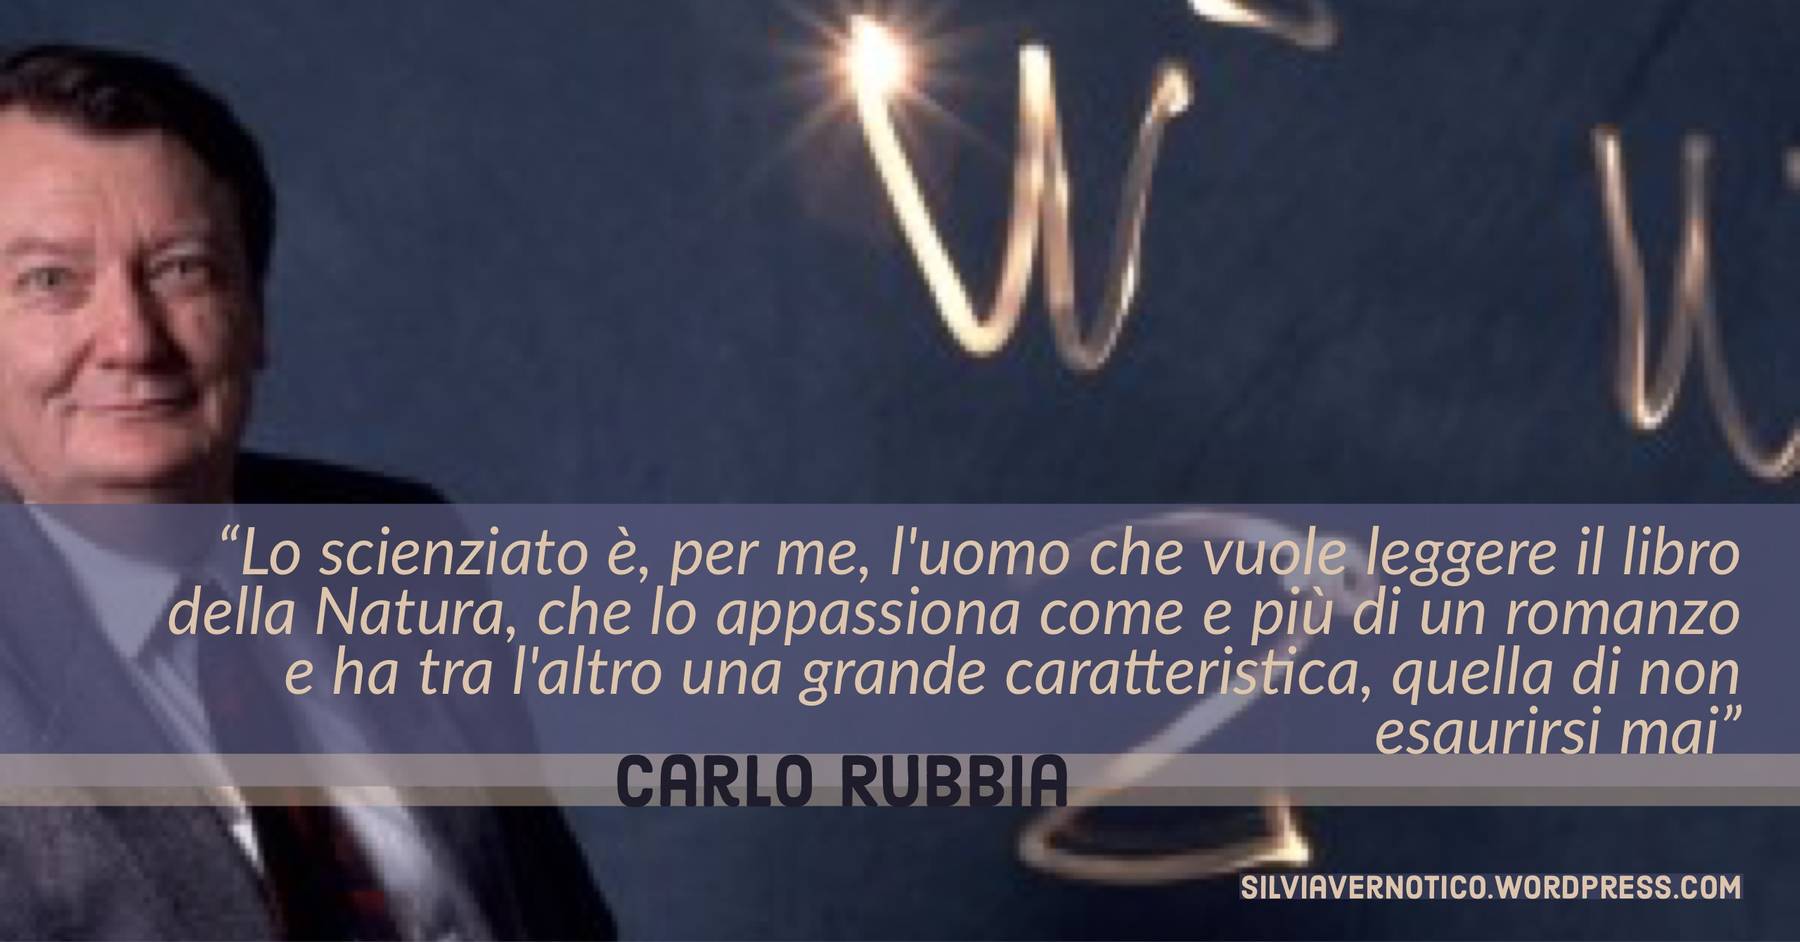 W
W
“Lo scienziato è, per me, l'uomo che vuole leggere il libro
della Natura, che lo appassiona come e più di un romanzo
e ha tra l'altro una grande caratteristica, quella di non
esaurirsi mai”
CARLO RUBBIA
SILVIAVERNOTICO.WORDPRESS.COM